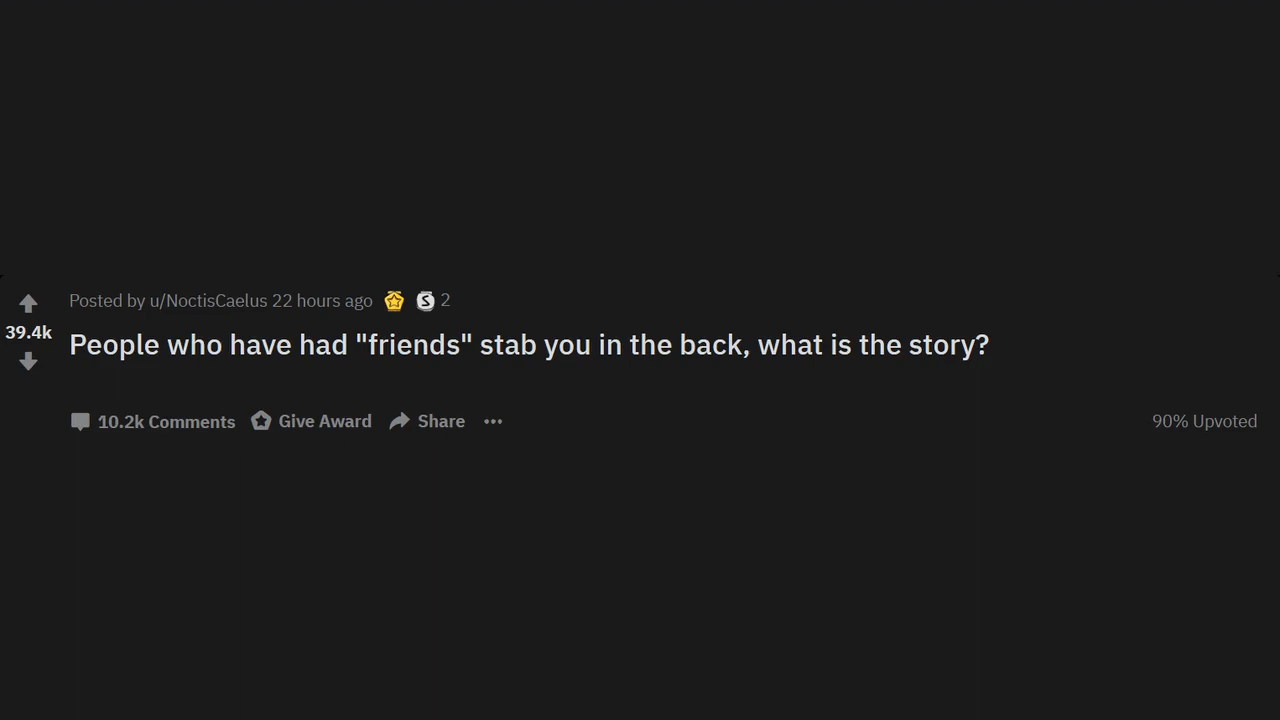 Posted by u/NoctisCaelus 22 hours ago S 2
39.4k
People who have had "friends" stab you in the back, what is the story?
10.2k Comments Give Award Share ••• 90% Upvoted